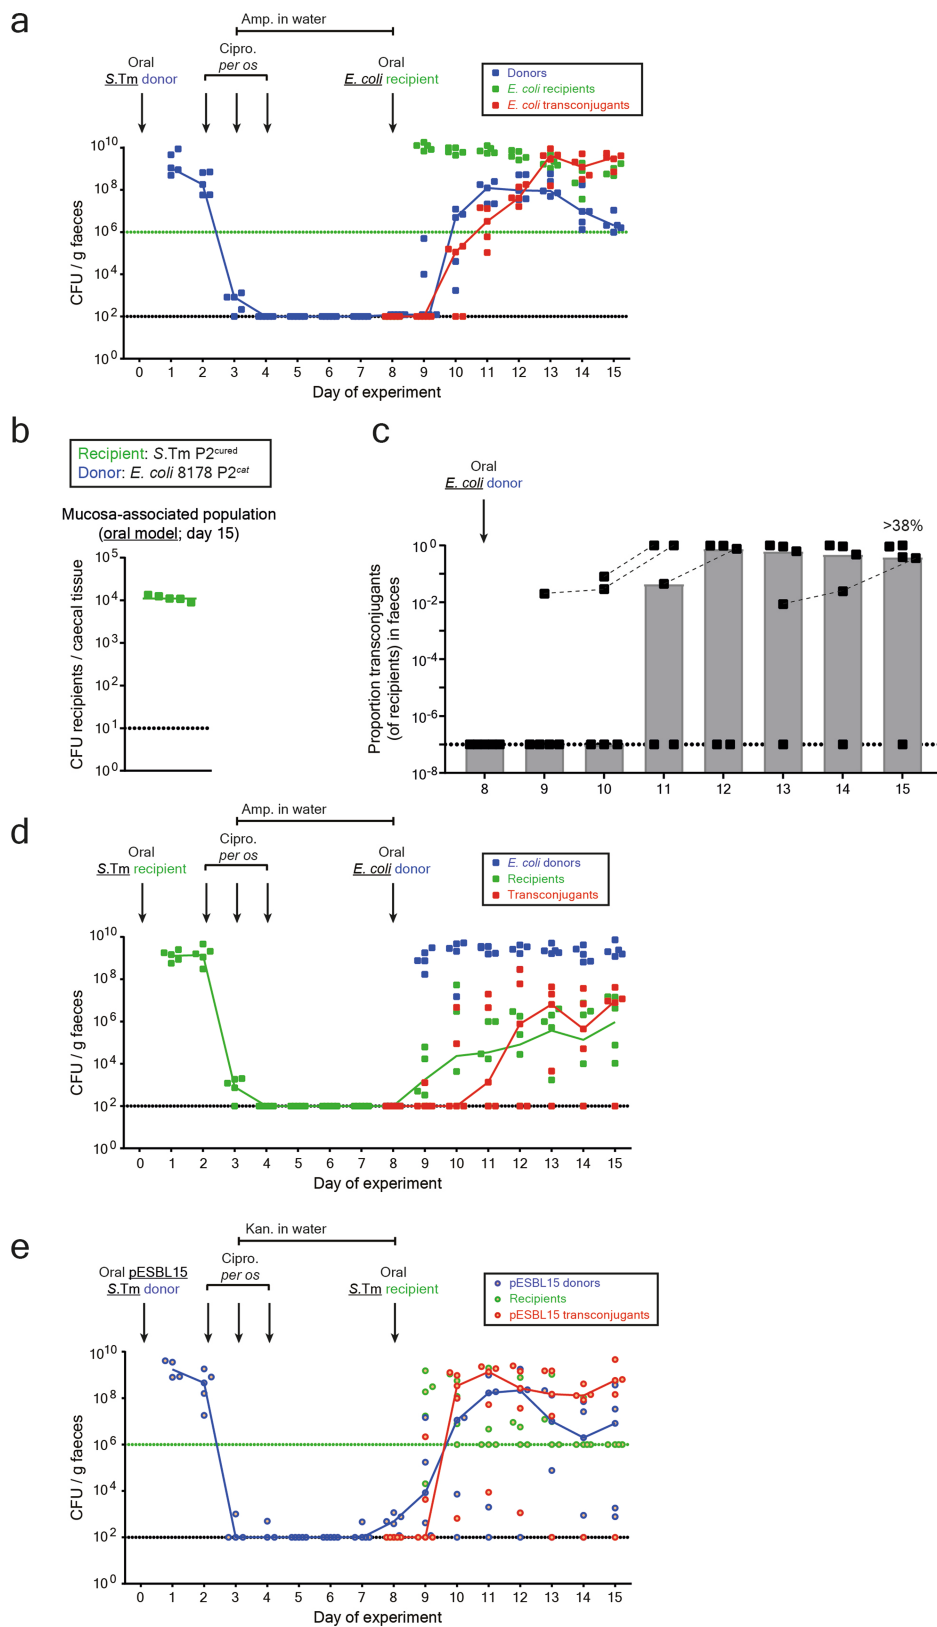 a
Amp. in water
Cipro.
per os
Oral
S.Tm donor
Oral
E. coli recipient
Donors
E. coli recipients
E. coli transconjugants
CFU / g faeces
10^10
10^8
10^6
10^4
10^2
10^0
0 1 2 3 4 5 6 7 8 9 10 11 12 13 14 15
Day of experiment
b
Recipient: S.Tm P2^cured
Donor: E. coli 8178 P2^cat
Mucosa-associated population
(oral model; day 15)
CFU recipients / caecal tissue
10^5
10^4
10^3
10^2
10^1
10^0
c
Oral
E. coli donor
>38%
Proportion transconjugants
(of recipients) in faeces
10^0
10^-2
10^-4
10^-6
10^-8
8 9 10 11 12 13 14 15
d
Amp. in water
Cipro.
per os
Oral
S.Tm recipient
Oral
E. coli donor
E. coli donors
Recipients
Transconjugants
CFU / g faeces
10^10
10^8
10^6
10^4
10^2
10^0
0 1 2 3 4 5 6 7 8 9 10 11 12 13 14 15
Day of experiment
e
Kan. in water
Cipro.
per os
Oral pESBL15
S.Tm donor
Oral
S.Tm recipient
pESBL15 donors
Recipients
pESBL15 transconjugants
CFU / g faeces
10^10
10^8
10^6
10^4
10^2
10^0
0 1 2 3 4 5 6 7 8 9 10 11 12 13 14 15
Day of experiment